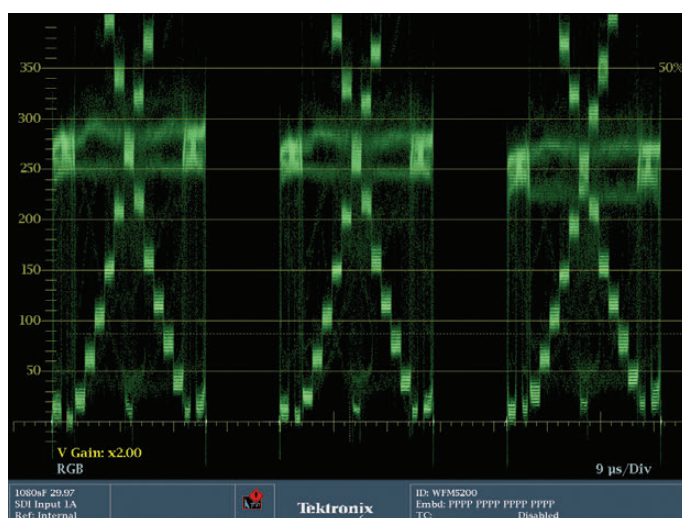 350
50%
300
250
200
150
100
50
V Gain: x2.00
RGB
9 µs/Div
1080sF 29.97
SDI Input 1A
Ref: Internal
Tektronix
ID: WFM5200
Embd: PPPP PPPP PPPP PPPP
TC: Disabled